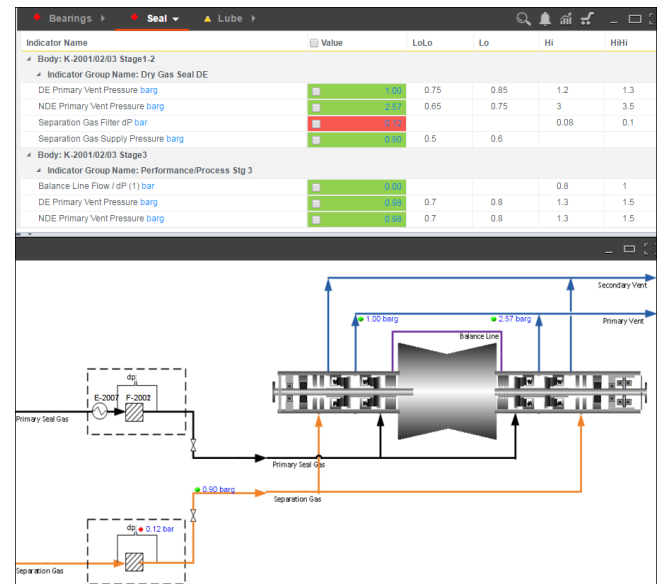 Bearings Seal Lube
Indicator Name Value LoLo Lo Hi HiHi
Body: K-2001/02/03 Stage1-2
Indicator Group Name: Dry Gas Seal DE
DE Primary Vent Pressure barg 1.00 0.75 0.85 1.2 1.3
NDE Primary Vent Pressure barg 2.57 0.65 0.75 3 3.5
Separation Gas Filter dP bar 0.12 0.08 0.1
Separation Gas Supply Pressure barg 0.90 0.5 0.6
Body: K-2001/02/03 Stage3
Indicator Group Name: Performance/Process Stg 3
Balance Line Flow / dP (1) bar 0.00 0.8 1
DE Primary Vent Pressure barg 0.98 0.7 0.8 1.3 1.5
NDE Primary Vent Pressure barg 0.98 0.7 0.8 1.3 1.5
Secondary Vent
1.00 barg 2.57 barg Primary Vent
Balance Line
dp:
E-2007 F-2002
Primary Seal Gas
Primary Seal Gas
0.90 barg
Separation Gas
dp: 0.12 bar
Separation Gas